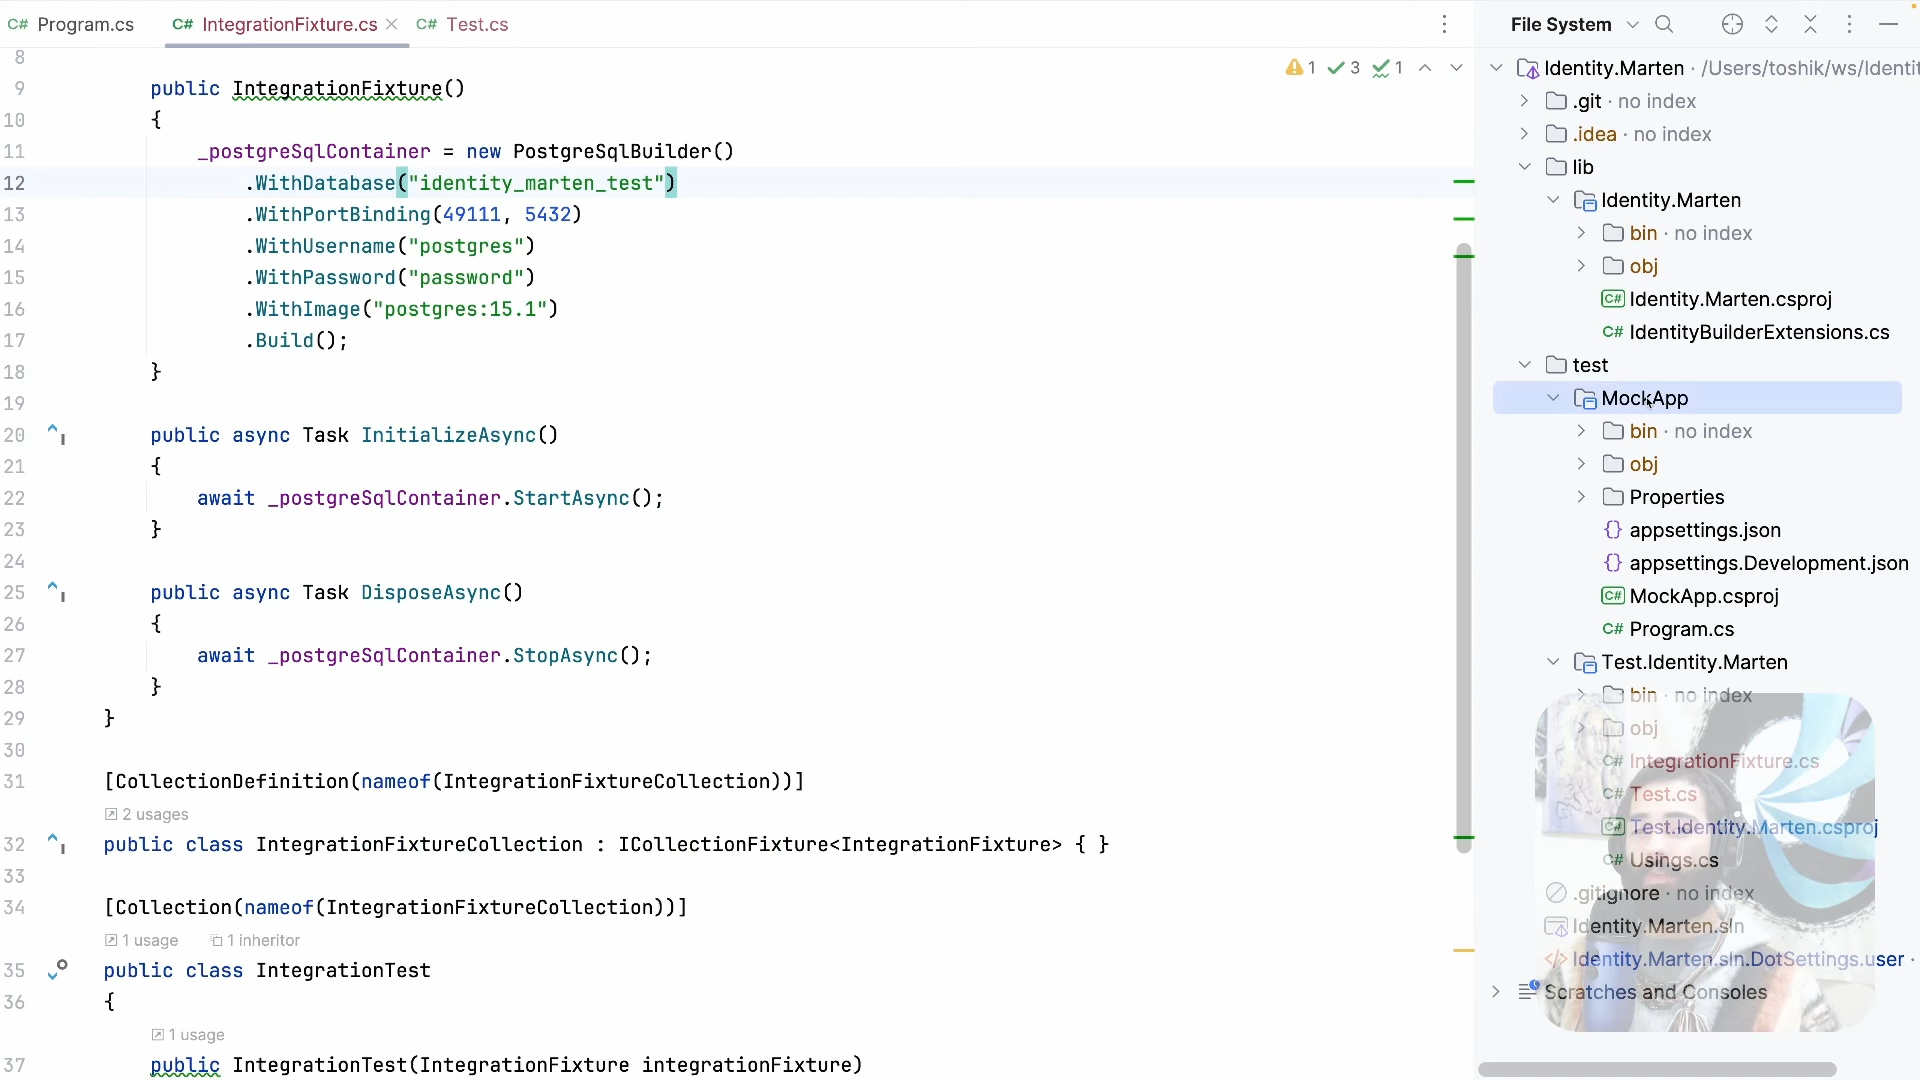 C# Program.cs
C# IntegrationFixture.cs
C# Test.cs
1 3 1
8
9 public IntegrationFixture()
10 {
11 _postgreSqlContainer = new PostgreSqlBuilder()
12 .WithDatabase("identity_marten_test")
13 .WithPortBinding(49111, 5432)
14 .WithUsername("postgres")
15 .WithPassword("password")
16 .WithImage("postgres:15.1")
17 .Build();
18 }
19
20 public async Task InitializeAsync()
21 {
22 await _postgreSqlContainer.StartAsync();
23 }
24
25 public async Task DisposeAsync()
26 {
27 await _postgreSqlContainer.StopAsync();
28 }
29 }
30
31 [CollectionDefinition(nameof(IntegrationFixtureCollection))]
2 usages
32 public class IntegrationFixtureCollection : ICollectionFixture<IntegrationFixture> { }
33
34 [Collection(nameof(IntegrationFixtureCollection))]
1 usage 1 inheritor
35 public class IntegrationTest
36 {
1 usage
37 public IntegrationTest(IntegrationFixture integrationFixture)
File System
Identity.Marten · /Users/toshik/ws/Identit
.git · no index
.idea · no index
lib
Identity.Marten
bin · no index
obj
C# Identity.Marten.csproj
C# IdentityBuilderExtensions.cs
test
MockApp
bin · no index
obj
Properties
{} appsettings.json
{} appsettings.Development.json
C# MockApp.csproj
C# Program.cs
Test.Identity.Marten
bin · no index
obj
C# IntegrationFixture.cs
C# Test.cs
C# Test.Identity.Marten.csproj
C# Usings.cs
.gitignore · no index
Identity.Marten.sln
Identity.Marten.sln.DotSettings.user ·
Scratches and Consoles